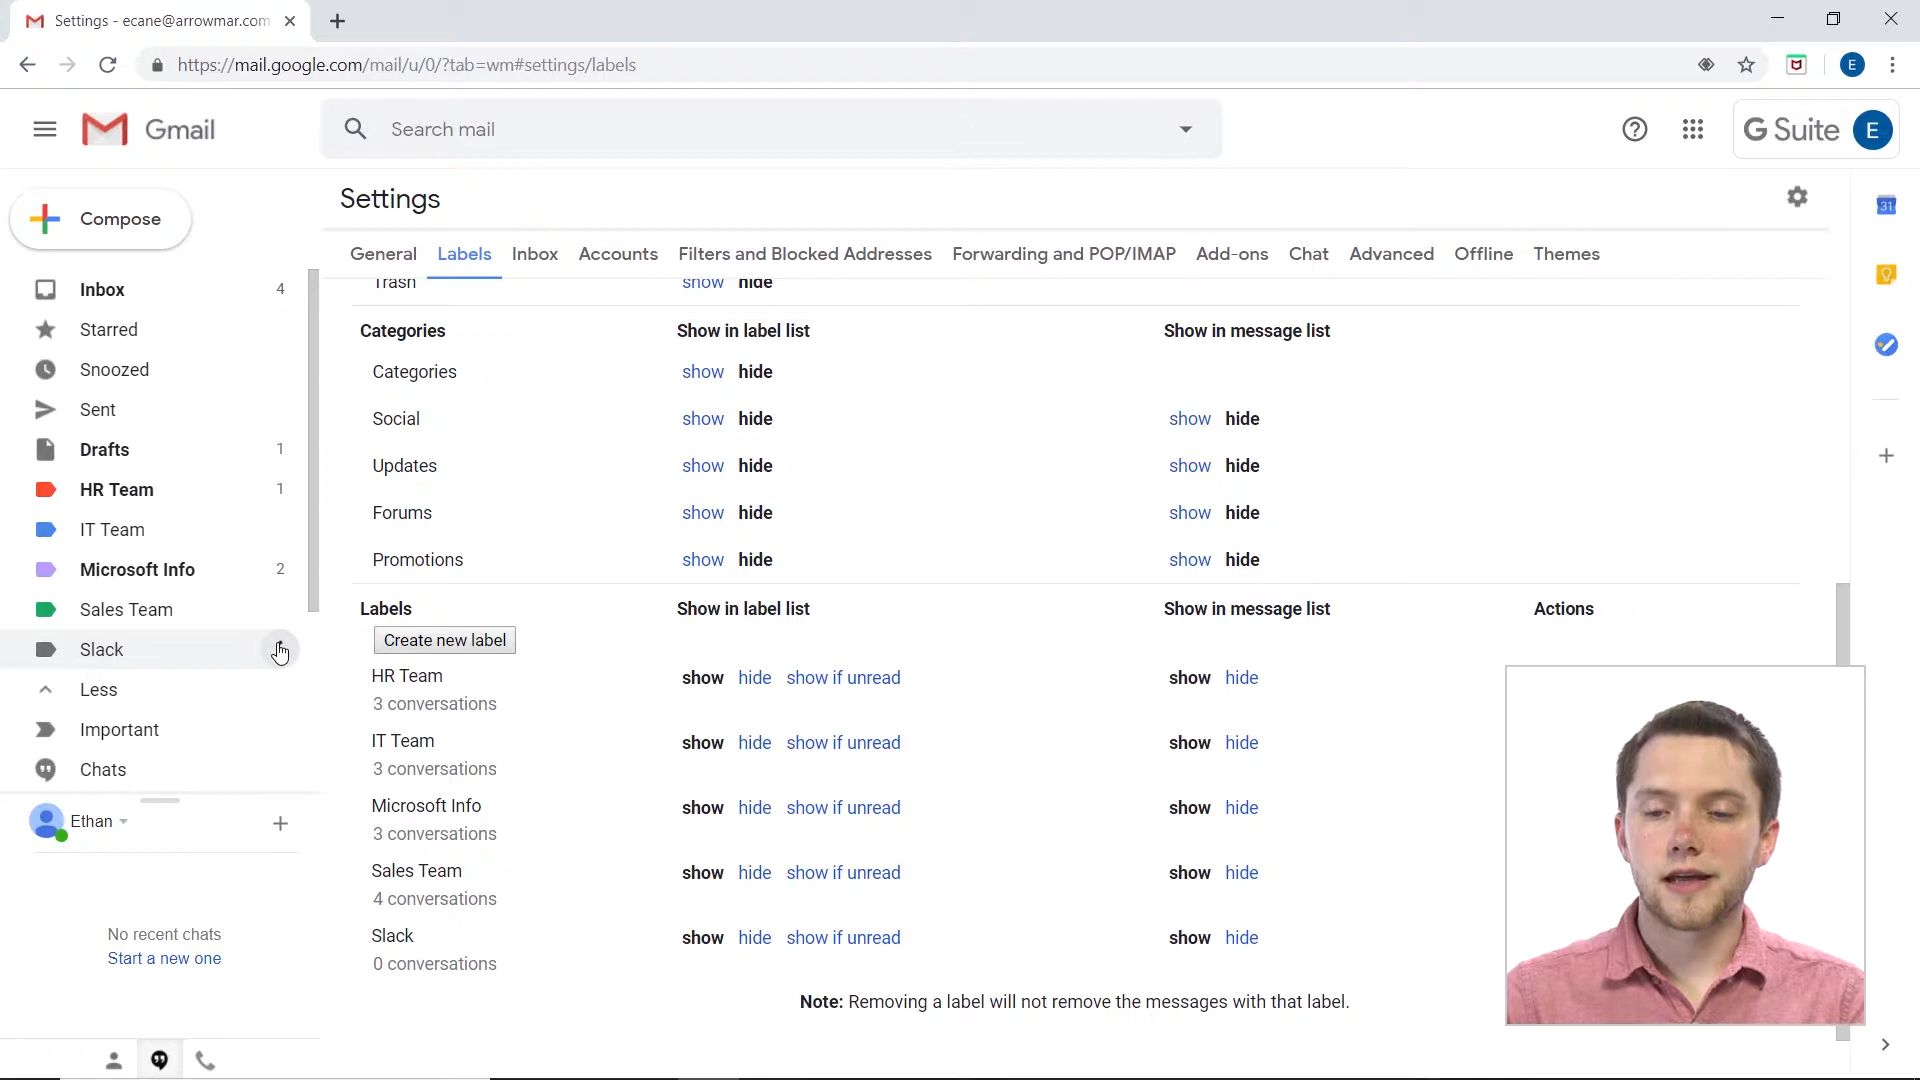 Settings - ecane@arrowmar.com
https://mail.google.com/mail/u/0/?tab=wm#settings/labels
E
Gmail
Search mail
G Suite
E
Compose
Inbox 4
Starred
Snoozed
Sent
Drafts 1
HR Team 1
IT Team
Microsoft Info 2
Sales Team
Slack
Less
Important
Chats
Ethan
No recent chats
Start a new one
Settings
General Labels Inbox Accounts Filters and Blocked Addresses Forwarding and POP/IMAP Add-ons Chat Advanced Offline Themes
Trash show hide
Categories Show in label list Show in message list
Categories show hide
Social show hide show hide
Updates show hide show hide
Forums show hide show hide
Promotions show hide show hide
Labels Show in label list Show in message list Actions
Create new label
HR Team show hide show if unread show hide
3 conversations
IT Team show hide show if unread show hide
3 conversations
Microsoft Info show hide show if unread show hide
3 conversations
Sales Team show hide show if unread show hide
4 conversations
Slack show hide show if unread show hide
0 conversations
Note: Removing a label will not remove the messages with that label.
31